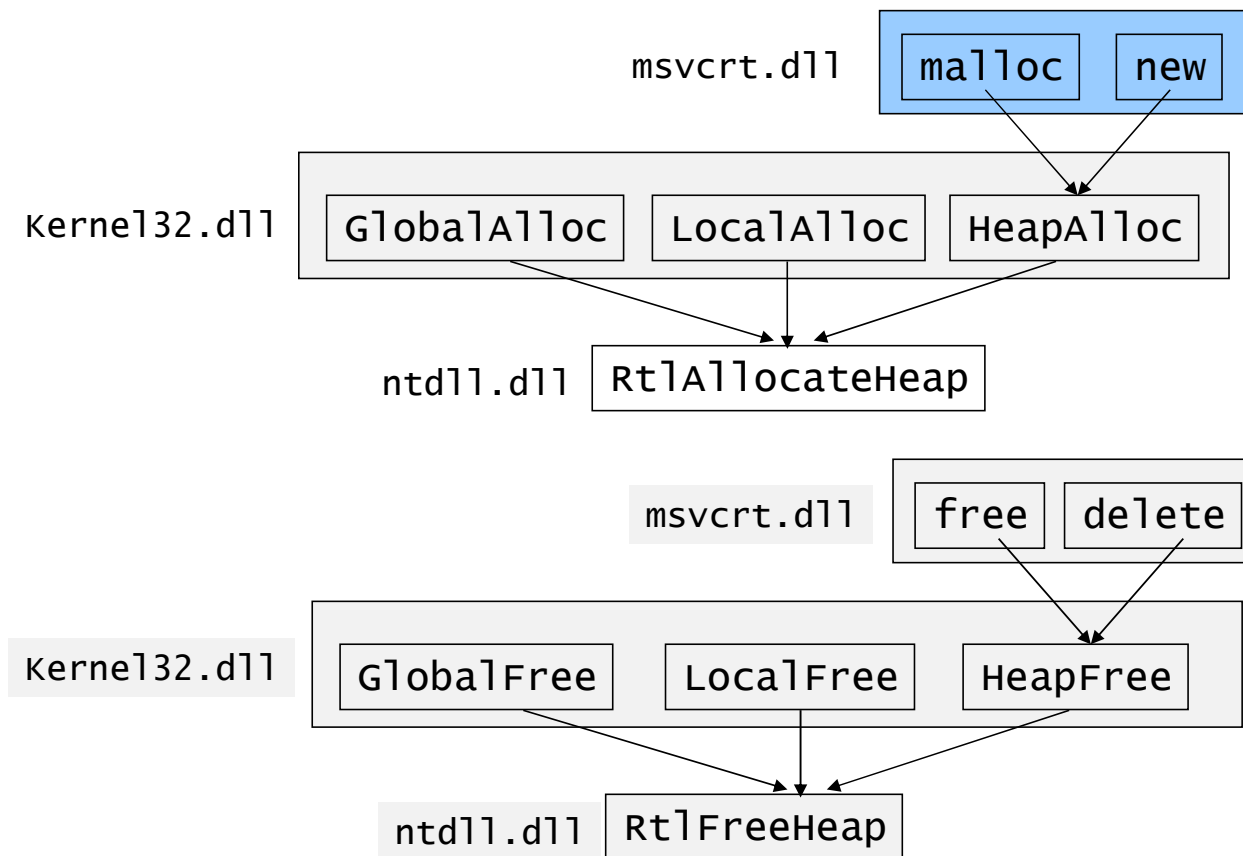 msvcrt.dll malloc new
Kernel32.dll GlobalAlloc LocalAlloc HeapAlloc
ntdll.dll RtlAllocateHeap
msvcrt.dll free delete
Kernel32.dll GlobalFree LocalFree HeapFree
ntdll.dll RtlFreeHeap